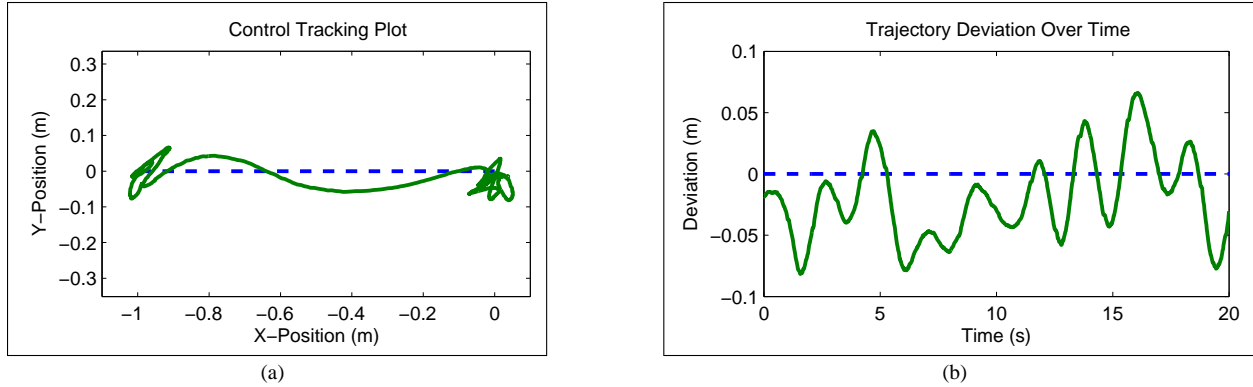 Control Tracking Plot
0.3
0.2
0.1
0
−0.1
−0.2
−0.3
Y−Position (m)
−1
−0.8
−0.6
−0.4
−0.2
0
X−Position (m)
(a)
Trajectory Deviation Over Time
0.1
0.05
0
−0.05
−0.1
Deviation (m)
0
5
10
15
20
Time (s)
(b)